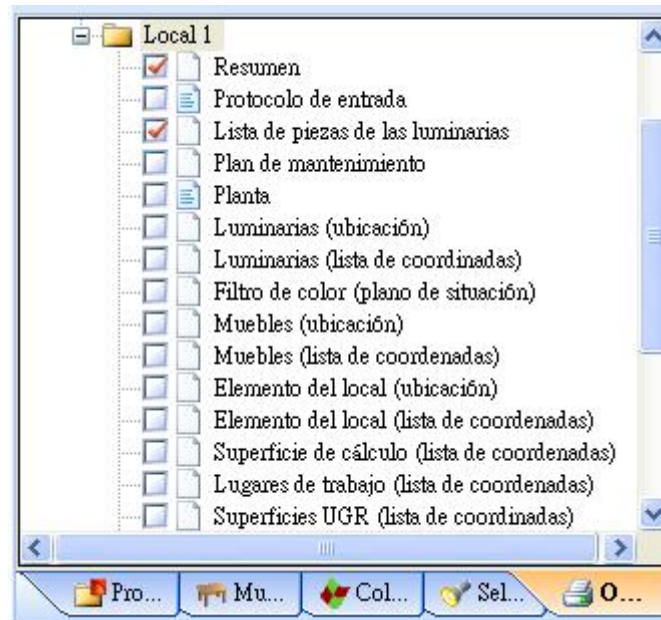 Local 1
Resumen
Protocolo de entrada
Lista de piezas de las luminarias
Plan de mantenimiento
Planta
Luminarias (ubicación)
Luminarias (lista de coordinadas)
Filtro de color (plano de situación)
Muebles (ubicación)
Muebles (lista de coordenadas)
Elemento del local (ubicación)
Elemento del local (lista de coordenadas)
Superficie de cálculo (lista de coordenadas)
Lugares de trabajo (lista de coordenadas)
Superficies UGR (lista de coordinadas)
Pro... Mu... Col... Sel... O...